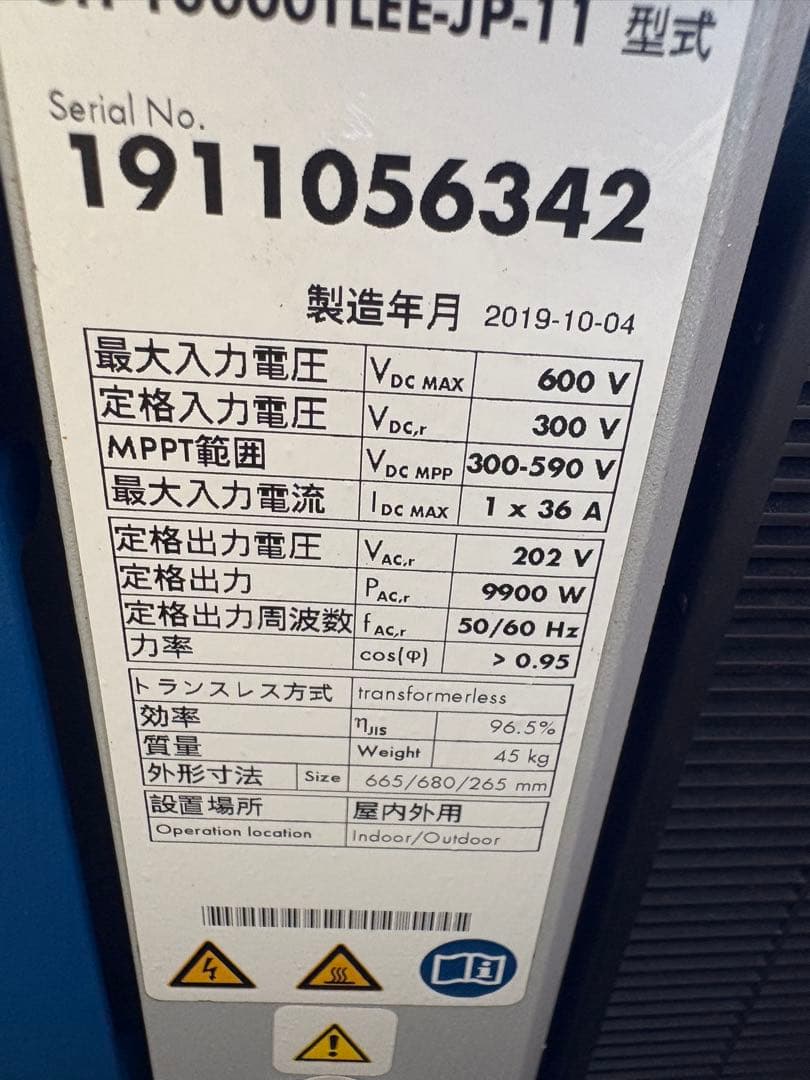 TLEE-JP-11 型式
Serial No.
1911056342
製造年月 2019-10-04
最大入力電圧 VDC MAX 600 V
定格入力電圧 VDC,r 300 V
MPPT範囲 VDC MPP 300-590 V
最大入力電流 IDC MAX 1 x 36 A
定格出力電圧 VAC,r 202 V
定格出力 PAC,r 9900 W
定格出力周波数 fAC,r 50/60 Hz
力率 cos(φ) > 0.95
トランスレス方式 transformerless
効率 ηJIS 96.5%
質量 Weight 45 kg
外形寸法 Size 665/680/265 mm
設置場所 屋内外用
Operation location Indoor/Outdoor